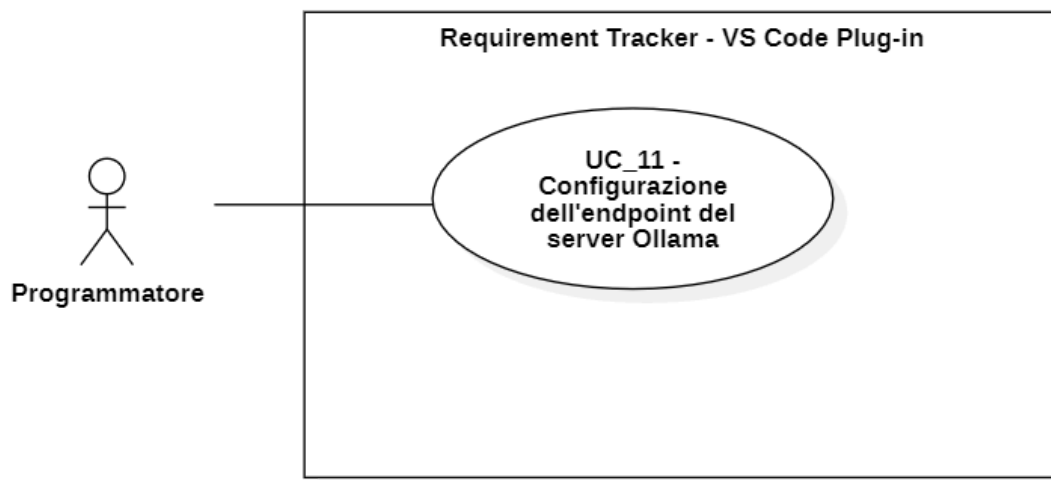 Requirement Tracker - VS Code Plug-in
UC_11 -
Configurazione
dell'endpoint del
server Ollama
Programmatore